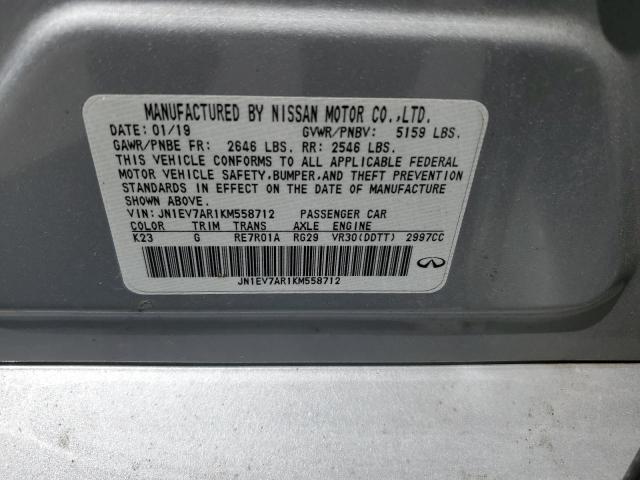 MANUFACTURED BY NISSAN MOTOR CO.,LTD.
DATE: 01/19 GVWR/PNBV: 5159 LBS.
GAWR/PNBE FR: 2646 LBS. RR: 2546 LBS.
THIS VEHICLE CONFORMS TO ALL APPLICABLE FEDERAL
MOTOR VEHICLE SAFETY,BUMPER,AND THEFT PREVENTION
STANDARDS IN EFFECT ON THE DATE OF MANUFACTURE
SHOWN ABOVE.
VIN: JN1EV7AR1KM558712 PASSENGER CAR
COLOR TRIM TRANS AXLE ENGINE
K23 G RE7R01A RG29 VR30(DDTT) 2997CC
JN1EV7AR1KM558712